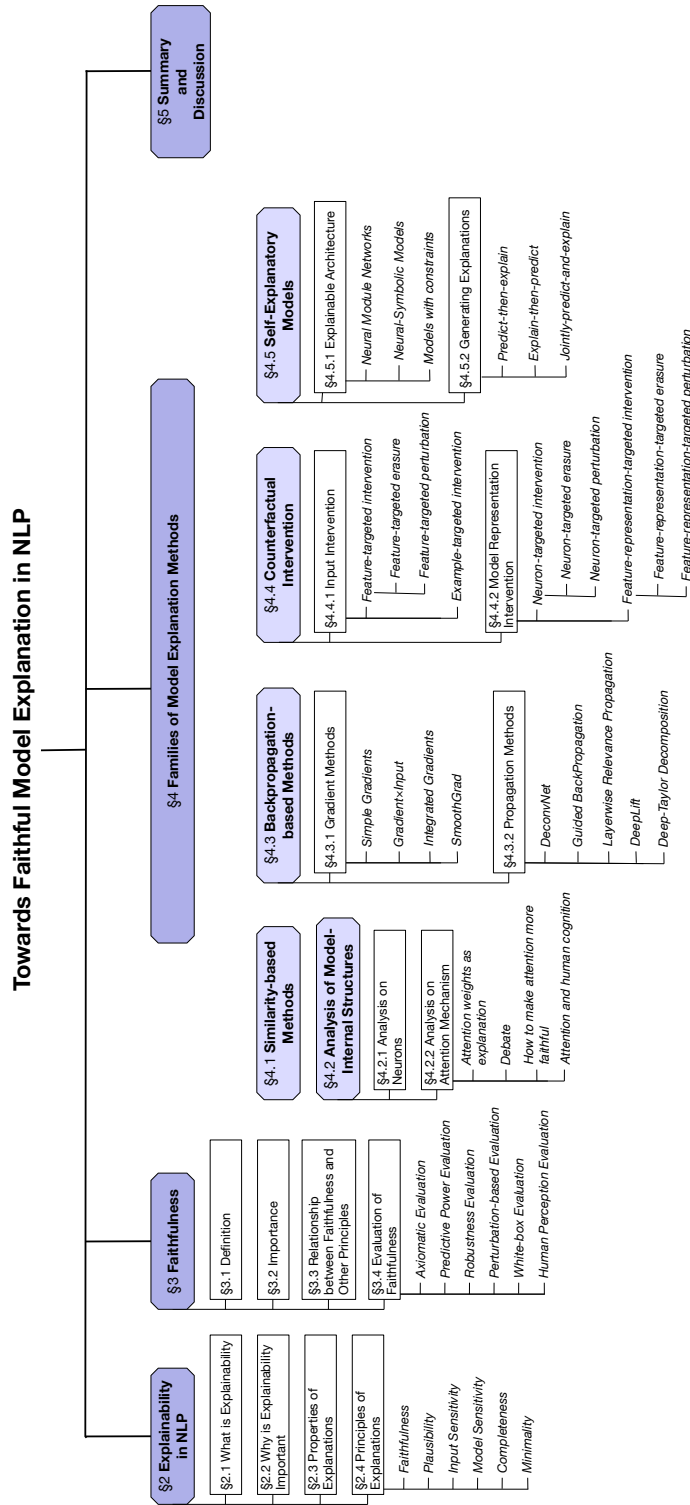 Towards Faithful Model Explanation in NLP
§2 Explainability
in NLP
§2.1 What is Explainability
§2.2 Why is Explainability
Important
§2.3 Properties of
Explanations
§2.4 Principles of
Explanations
Faithfulness
Plausibility
Input Sensitivity
Model Sensitivity
Completeness
Minimality
§3 Faithfulness
§3.1 Definition
§3.2 Importance
§3.3 Relationship
between Faithfulness and
Other Principles
§3.4 Evaluation of
Faithfulness
Axiomatic Evaluation
Predictive Power Evaluation
Robustness Evaluation
Perturbation-based Evaluation
White-box Evaluation
Human Perception Evaluation
§4 Families of Model Explanation Methods
§4.1 Similarity-based
Methods
§4.2 Analysis of Model-
Internal Structures
§4.2.1 Analysis on
Neurons
§4.2.2 Analysis on
Attention Mechanism
Attention weights as
explanation
Debate
How to make attention more
faithful
Attention and human cognition
§4.3 Backpropagation-
based Methods
§4.3.1 Gradient Methods
Simple Gradients
Gradient×Input
Integrated Gradients
SmoothGrad
§4.3.2 Propagation Methods
DeconvNet
Guided BackPropagation
Layerwise Relevance Propagation
DeepLift
Deep-Taylor Decomposition
§4.4 Counterfactual
Intervention
§4.4.1 Input Intervention
Feature-targeted intervention
Feature-targeted erasure
Feature-targeted perturbation
Example-targeted intervention
§4.4.2 Model Representation
Intervention
Neuron-targeted intervention
Neuron-targeted erasure
Neuron-targeted perturbation
Feature-representation-targeted intervention
Feature-representation-targeted erasure
Feature-representation-targeted perturbation
§4.5 Self-Explanatory
Models
§4.5.1 Explainable Architecture
Neural Module Networks
Neural-Symbolic Models
Models with constraints
§4.5.2 Generating Explanations
Predict-then-explain
Explain-then-predict
Jointly-predict-and-explain
§5 Summary
and
Discussion